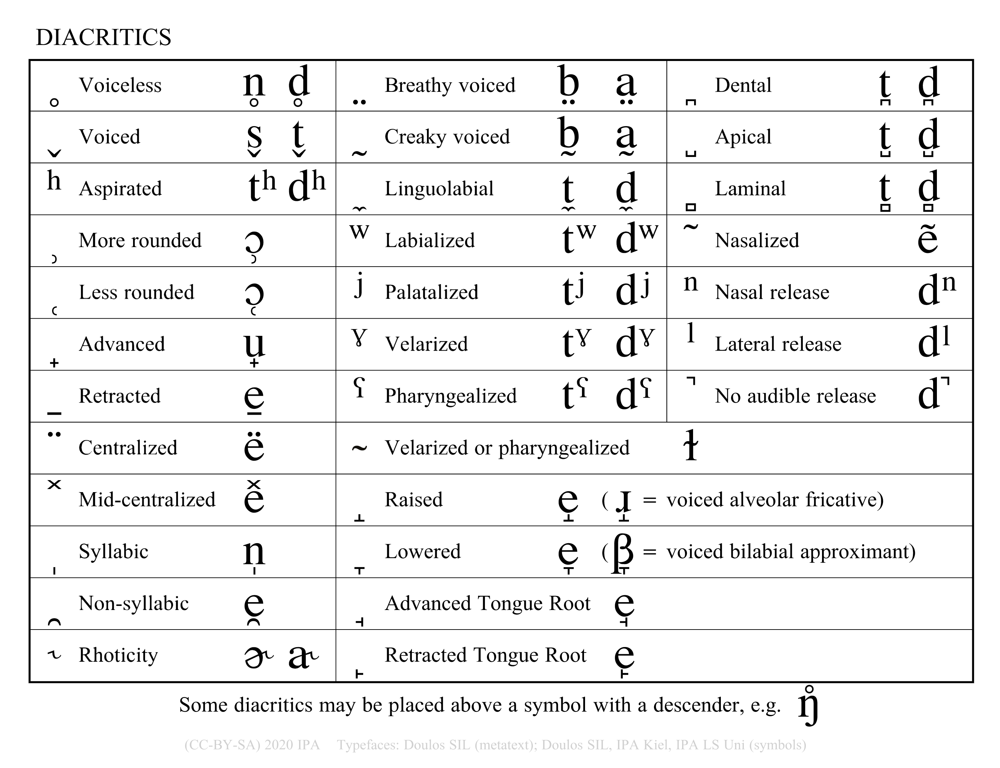 DIACRITICS
◌̥ Voiceless n̥ d̥ ◌̤ Breathy voiced b̤ a̤ ◌̪ Dental t̪ d̪
◌̬ Voiced s̬ t̬ ◌̰ Creaky voiced b̰ a̰ ◌̺ Apical t̺ d̺
ʰ Aspirated tʰ dʰ ◌̼ Linguolabial t̼ d̼ ◌̻ Laminal t̻ d̻
◌̹ More rounded ɔ̹ ʷ Labialized tʷ dʷ ◌̃ Nasalized ẽ
◌̜ Less rounded ɔ̜ ʲ Palatalized tʲ dʲ ⁿ Nasal release dⁿ
◌̟ Advanced u̟ ˠ Velarized tˠ dˠ ˡ Lateral release dˡ
◌̠ Retracted e̠ ˤ Pharyngealized tˤ dˤ ◌̚ No audible release d̚
◌̈ Centralized ë ◌̴ Velarized or pharyngealized ɫ
◌̽ Mid-centralized e̽ ◌̝ Raised e̝ (ɹ̝ = voiced alveolar fricative)
◌̩ Syllabic n̩ ◌̞ Lowered e̞ (β̞ = voiced bilabial approximant)
◌̯ Non-syllabic e̯ ◌̘ Advanced Tongue Root e̘
˞ Rhoticity ɚ a˞ ◌̙ Retracted Tongue Root e̙
Some diacritics may be placed above a symbol with a descender, e.g. ŋ̊
(CC-BY-SA) 2020 IPA Typefaces: Doulos SIL (metatext); Doulos SIL, IPA Kiel, IPA LS Uni (symbols)